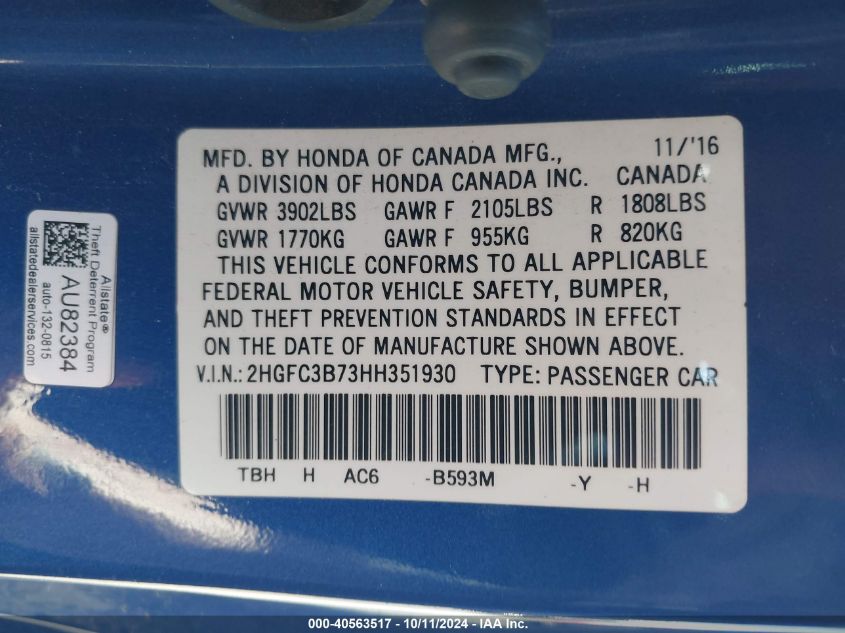 MFD. BY HONDA OF CANADA MFG., 11/'16
A DIVISION OF HONDA CANADA INC. CANADA
GVWR 3902LBS GAWR F 2105LBS R 1808LBS
GVWR 1770KG GAWR F 955KG R 820KG
THIS VEHICLE CONFORMS TO ALL APPLICABLE
FEDERAL MOTOR VEHICLE SAFETY, BUMPER,
AND THEFT PREVENTION STANDARDS IN EFFECT
ON THE DATE OF MANUFACTURE SHOWN ABOVE.
V.I.N.: 2HGFC3B73HH351930 TYPE: PASSENGER CAR
TBH H AC6 -B593M -Y -H
Allstate®
Theft Deterrent Program
AU82384
auto-132-0815
allstatedealerservices.com
000-40563517 - 10/11/2024 - IAA Inc.